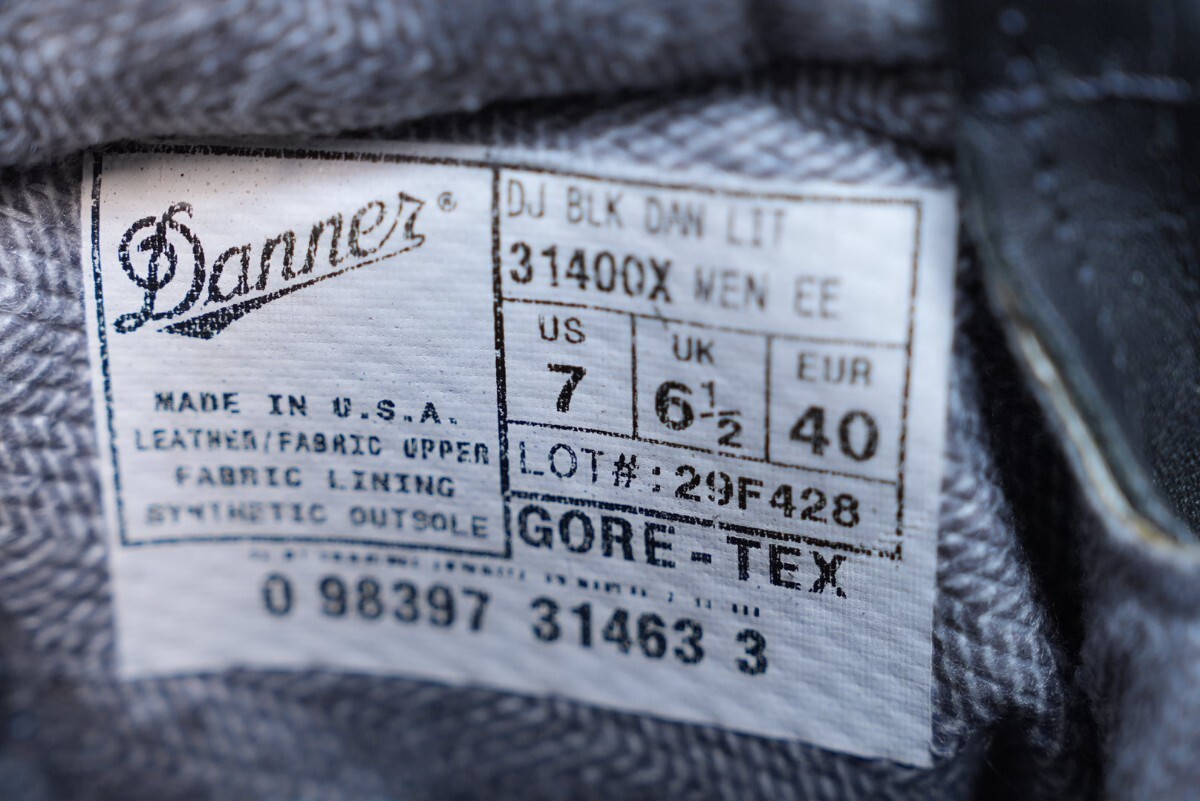 Danner®
MADE IN U.S.A.
LEATHER/FABRIC UPPER
FABRIC LINING
SYNTHETIC OUTSOLE
DJ BLK DAN LIT
31400X MEN EE
US UK EUR
7 6½ 40
LOT#:29F428
GORE-TEX
0 98397 31463 3